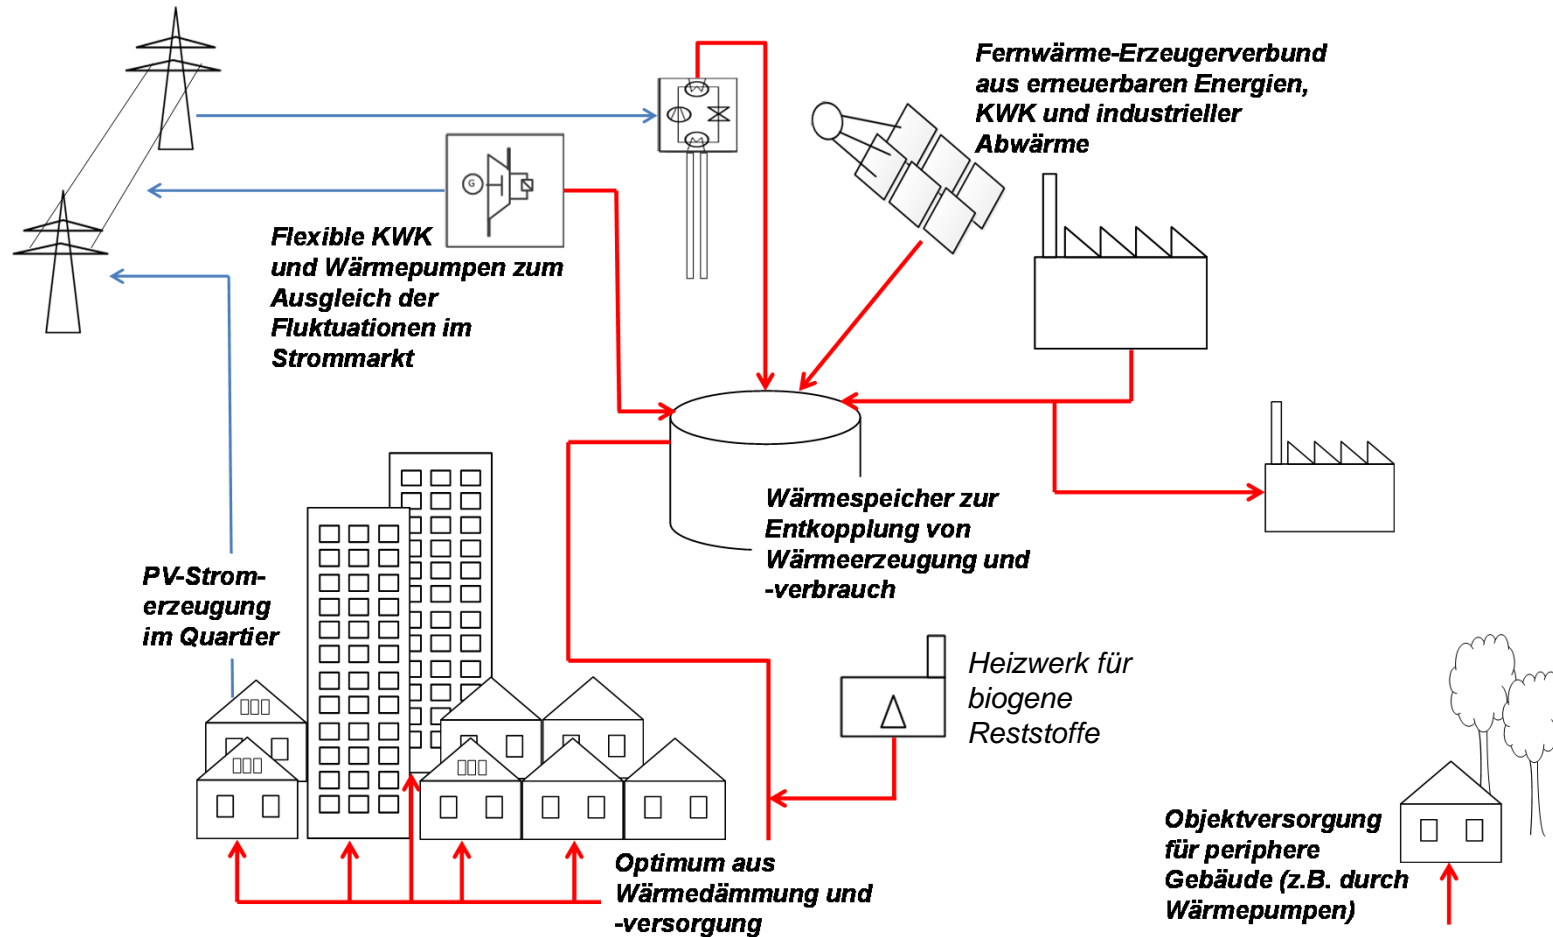 Fernwärme-Erzeugerverbund
aus erneuerbaren Energien,
KWK und industrieller
Abwärme
G
Flexible KWK
und Wärmepumpen zum
Ausgleich der
Fluktuationen im
Strommarkt
Wärmespeicher zur
Entkopplung von
Wärmeerzeugung und
-verbrauch
PV-Strom-
erzeugung
im Quartier
Heizwerk für
biogene
Reststoffe
Objektversorgung
für periphere
Gebäude (z.B. durch
Wärmepumpen)
Optimum aus
Wärmedämmung und
-versorgung